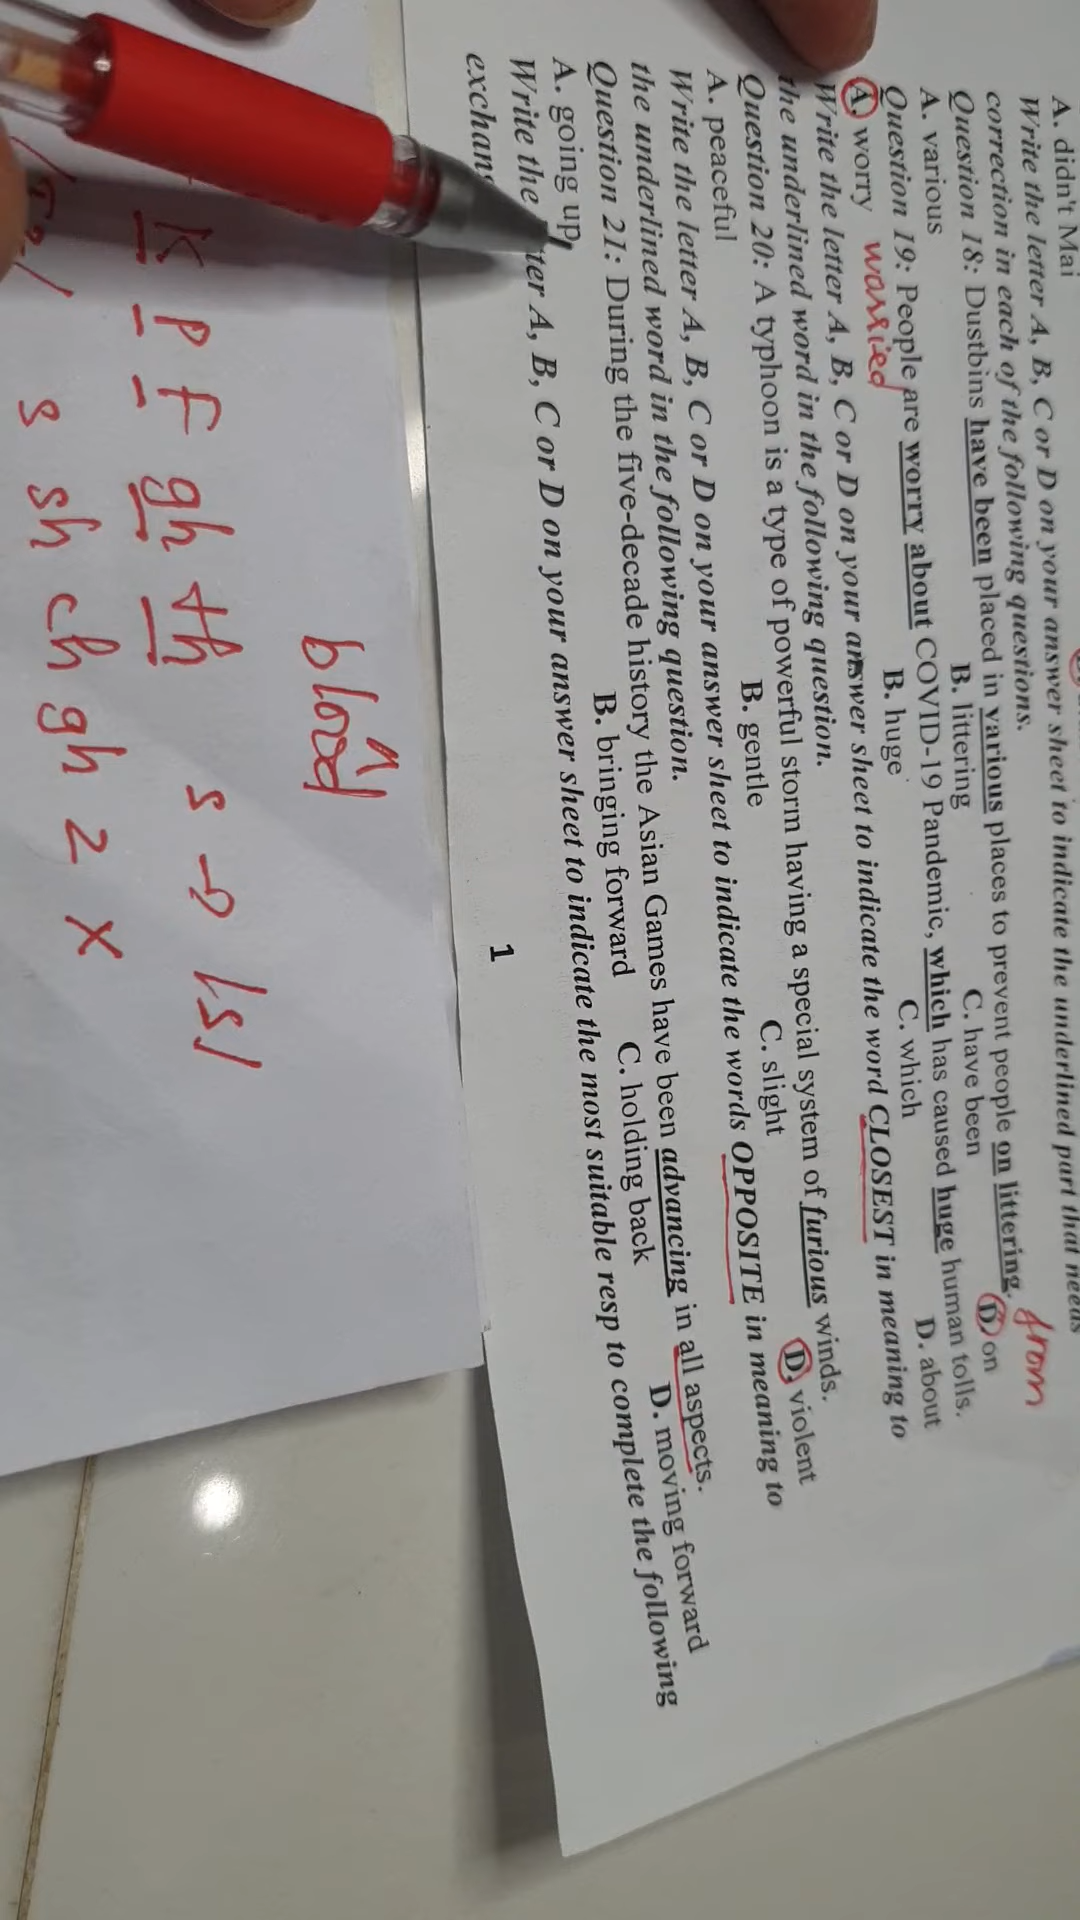 A. didn't Mai
Write the letter A, B, C or D on your answer sheet to indicate the underlined part that needs
correction in each of the following questions.
Question 18: Dustbins have been placed in various places to prevent people on littering. from
A. various B. littering C. have been D. on
Question 19: People are worry about COVID-19 Pandemic, which has caused huge human tolls.
A. worry worried B. huge C. which D. about
Write the letter A, B, C or D on your answer sheet to indicate the word CLOSEST in meaning to
the underlined word in the following question.
Question 20: A typhoon is a type of powerful storm having a special system of furious winds.
A. peaceful B. gentle C. slight D. violent
Write the letter A, B, C or D on your answer sheet to indicate the words OPPOSITE in meaning to
the underlined word in the following question.
Question 21: During the five-decade history the Asian Games have been advancing in all aspects.
A. going up B. bringing forward C. holding back D. moving forward
Write the ter A, B, C or D on your answer sheet to indicate the most suitable resp to complete the following
exchan
1
blood
K P F gh th s → /s/
s sh ch gh 2 x